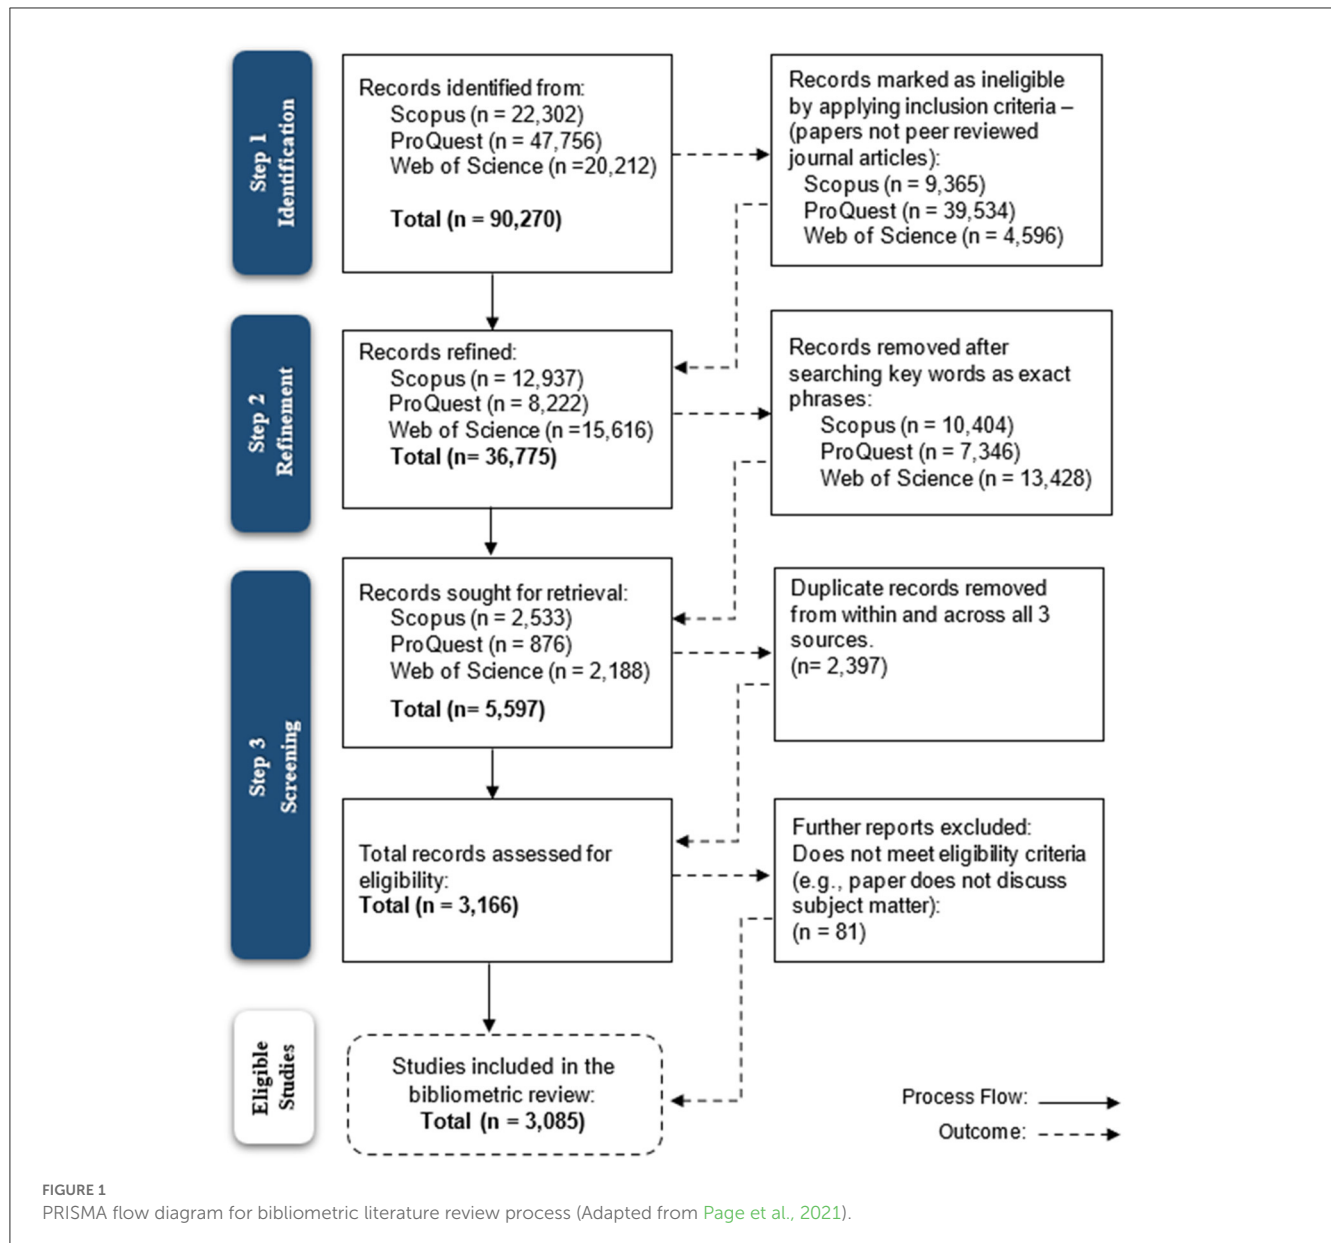 Step 1
Identification
Records identified from:
Scopus (n = 22,302)
ProQuest (n = 47,756)
Web of Science (n =20,212)
Total (n = 90,270)
Records marked as ineligible
by applying inclusion criteria –
(papers not peer reviewed
journal articles):
Scopus (n = 9,365)
ProQuest (n = 39,534)
Web of Science (n = 4,596)
Step 2
Refinement
Records refined:
Scopus (n = 12,937)
ProQuest (n = 8,222)
Web of Science (n =15,616)
Total (n= 36,775)
Records removed after
searching key words as exact
phrases:
Scopus (n = 10,404)
ProQuest (n = 7,346)
Web of Science (n = 13,428)
Step 3
Screening
Records sought for retrieval:
Scopus (n = 2,533)
ProQuest (n = 876)
Web of Science (n = 2,188)
Total (n= 5,597)
Duplicate records removed
from within and across all 3
sources.
(n= 2,397)
Total records assessed for
eligibility:
Total (n = 3,166)
Further reports excluded:
Does not meet eligibility criteria
(e.g., paper does not discuss
subject matter):
(n = 81)
Eligible
Studies
Studies included in the
bibliometric review:
Total (n = 3,085)
Process Flow:
Outcome:
FIGURE 1
PRISMA flow diagram for bibliometric literature review process (Adapted from Page et al., 2021).